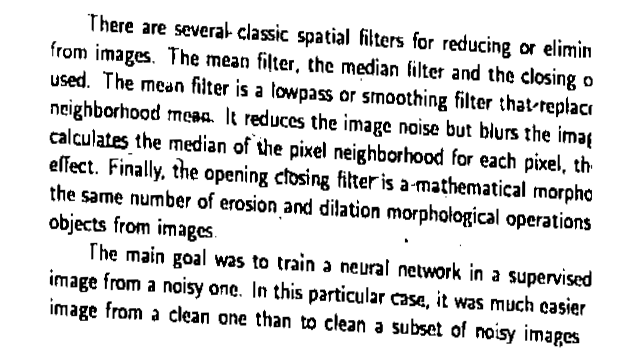 There are several classic spatial filters for reducing or elimin
from images. The mean filter, the median filter and the closing o
used. The mean filter is a lowpass or smoothing filter that replac
neighborhood mean. It reduces the image noise but blurs the imag
calculates the median of the pixel neighborhood for each pixel, th
effect. Finally, the opening closing filter is a mathematical morpho
the same number of erosion and dilation morphological operations
objects from images.
The main goal was to train a neural network in a supervised
image from a noisy one. In this particular case, it was much easier
image from a clean one than to clean a subset of noisy images